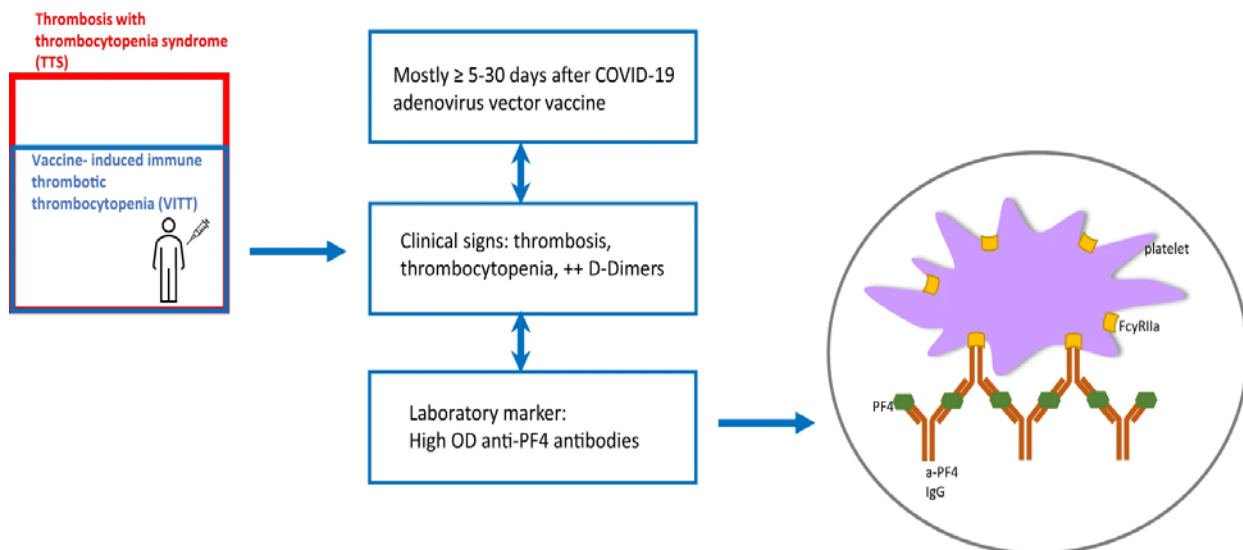 Thrombosis with
thrombocytopenia syndrome
(TTS)
Vaccine- induced immune
thrombotic
thrombocytopenia (VITT)
Mostly ≥ 5-30 days after COVID-19
adenovirus vector vaccine
Clinical signs: thrombosis,
thrombocytopenia, ++ D-Dimers
Laboratory marker:
High OD anti-PF4 antibodies
platelet
FcyRIIa
PF4
a-PF4
IgG